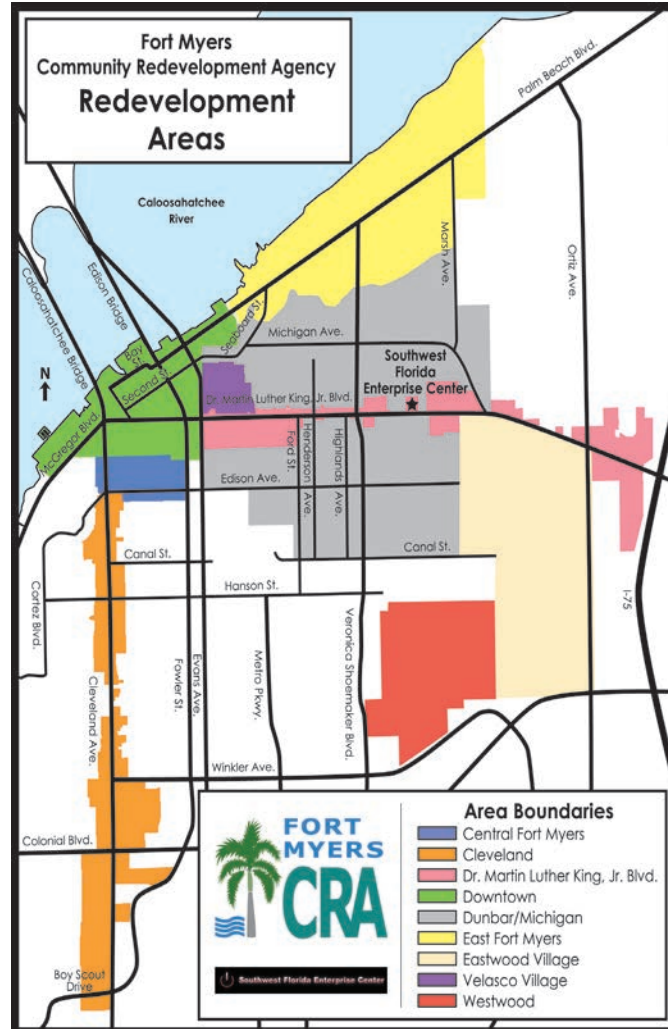 Fort Myers
Community Redevelopment Agency
Redevelopment
Areas
Palm Beach Blvd.
Caloosahatchee
River
Caloosahatchee Bridge
Edison Bridge
Marsh Ave.
Ortiz Ave.
N
Bay
St.
Second St.
Seaboard St.
Michigan Ave.
Southwest
Florida
Enterprise Center
Dr. Martin Luther King, Jr. Blvd.
McGregor Blvd.
Ford St.
Henderson
Ave.
Highlands
Ave.
Edison Ave.
Canal St.
Canal St.
Hanson St.
Cortez Blvd.
Cleveland Ave.
Fowler St.
Evans Ave.
Metro Pkwy.
Veronica Shoemaker Blvd.
I-75
Winkler Ave.
Colonial Blvd.
Boy Scout
Drive
FORT
MYERS
CRA
Southwest Florida Enterprise Center
Area Boundaries
Central Fort Myers
Cleveland
Dr. Martin Luther King, Jr. Blvd.
Downtown
Dunbar/Michigan
East Fort Myers
Eastwood Village
Velasco Village
Westwood